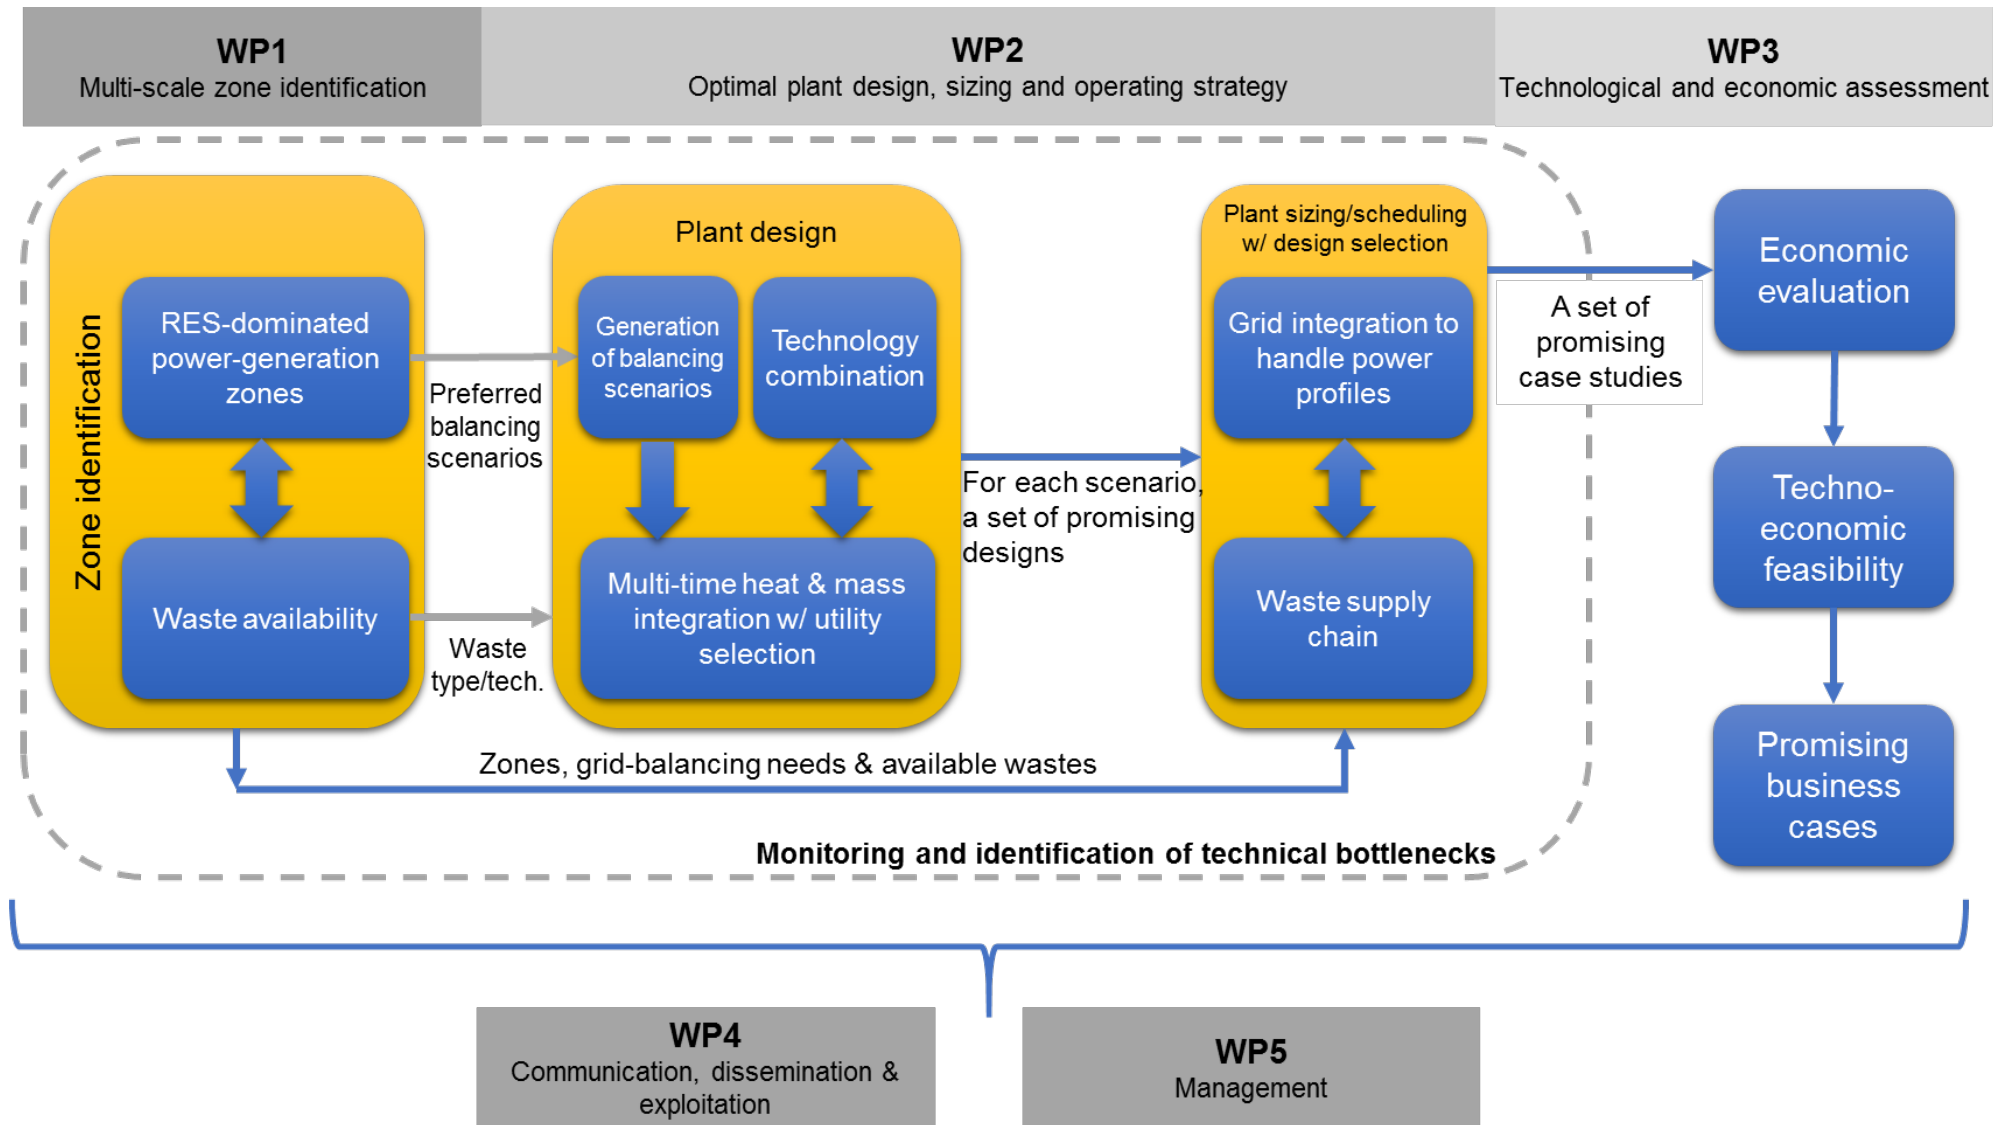 WP1
Multi-scale zone identification
WP2
Optimal plant design, sizing and operating strategy
WP3
Technological and economic assessment
Zone identification
RES-dominated
power-generation
zones
Waste availability
Preferred
balancing
scenarios
Waste
type/tech.
Plant design
Generation
of balancing
scenarios
Technology
combination
Multi-time heat & mass
integration w/ utility
selection
For each scenario,
a set of promising
designs
Plant sizing/scheduling
w/ design selection
Grid integration to
handle power
profiles
Waste supply
chain
A set of
promising
case studies
Economic
evaluation
Techno-
economic
feasibility
Promising
business
cases
Zones, grid-balancing needs & available wastes
Monitoring and identification of technical bottlenecks
WP4
Communication, dissemination &
exploitation
WP5
Management